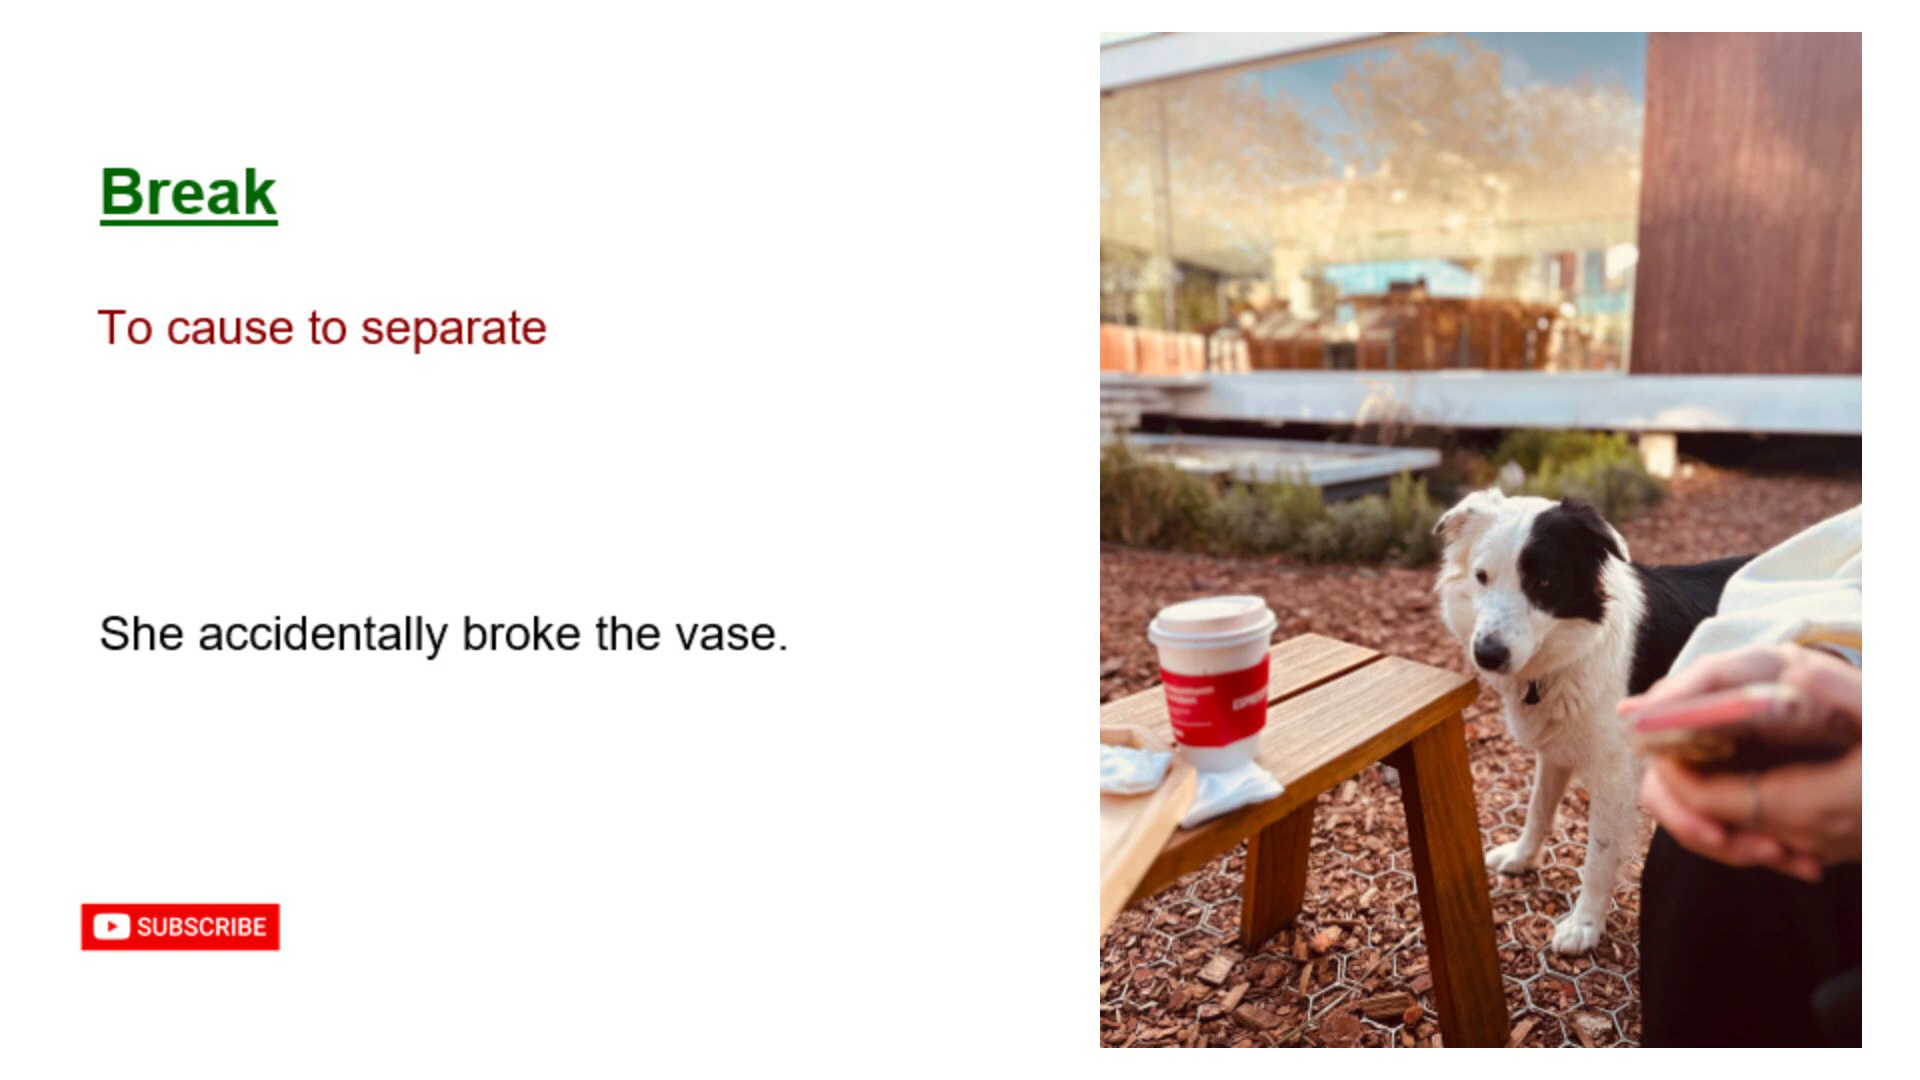 Break
To cause to separate
She accidentally broke the vase.
SUBSCRIBE